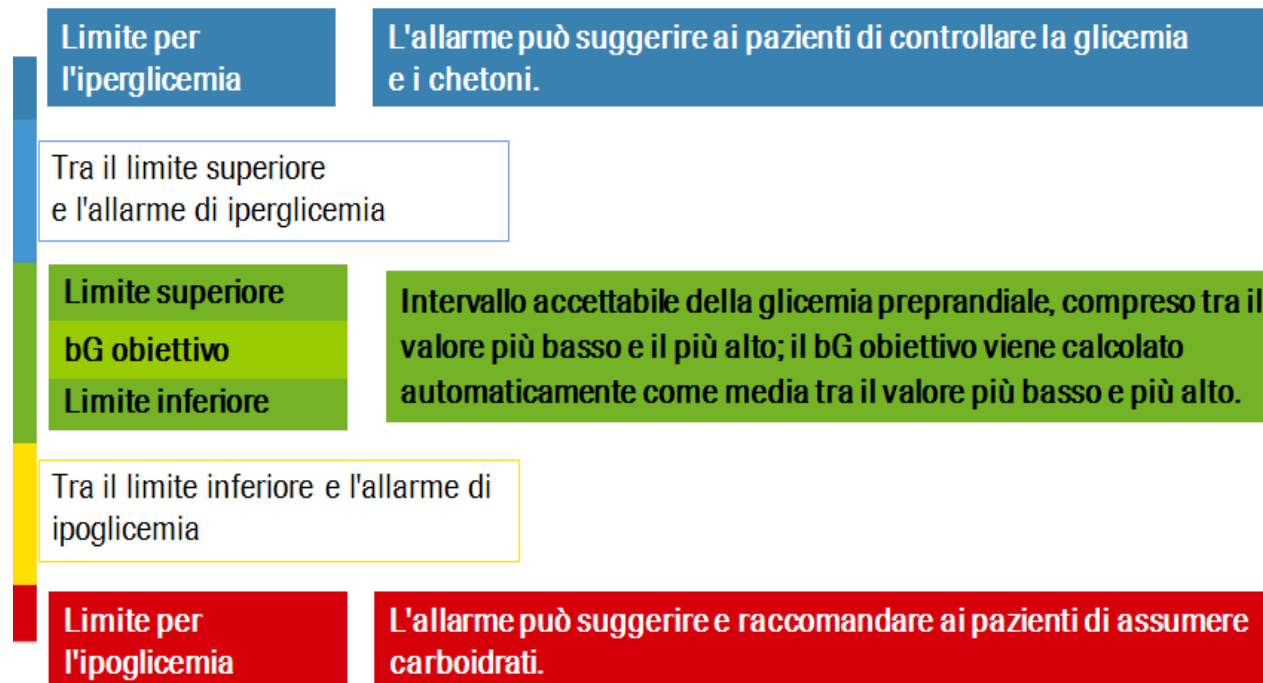 Limite per
l'iperglicemia
L'allarme può suggerire ai pazienti di controllare la glicemia
e i chetoni.
Tra il limite superiore
e l'allarme di iperglicemia
Limite superiore
bG obiettivo
Limite inferiore
Intervallo accettabile della glicemia preprandiale, compreso tra il
valore più basso e il più alto; il bG obiettivo viene calcolato
automaticamente come media tra il valore più basso e più alto.
Tra il limite inferiore e l'allarme di
ipoglicemia
Limite per
l'ipoglicemia
L'allarme può suggerire e raccomandare ai pazienti di assumere
carboidrati.